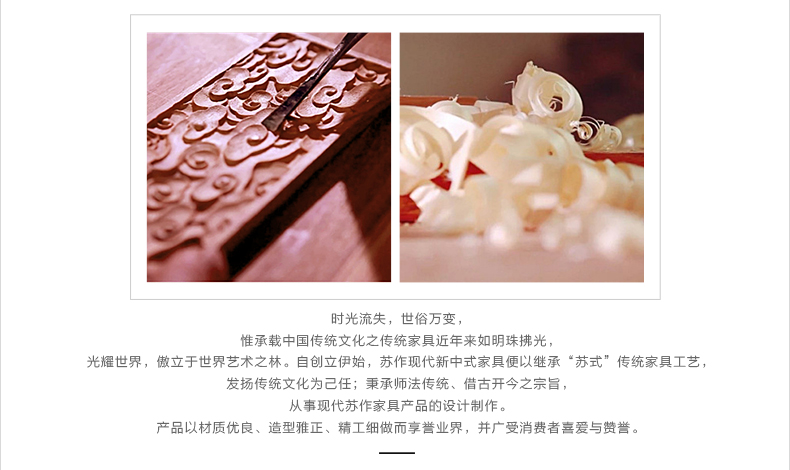 时光流失，世俗万变，
惟承载中国传统文化之传统家具近年来如明珠拂光，
光耀世界，傲立于世界艺术之林。自创立伊始，苏作现代新中式家具便以继承“苏式”传统家具工艺，
发扬传统文化为己任；秉承师法传统、借古开今之宗旨，
从事现代苏作家具产品的设计制作。
产品以材质优良、造型雅正、精工细做而享誉业界，并广受消费者喜爱与赞誉。